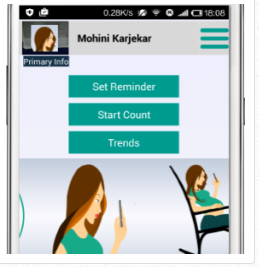 0.28K/s 18:08
Mohini Karjekar
Primary Info
Set Reminder
Start Count
Trends